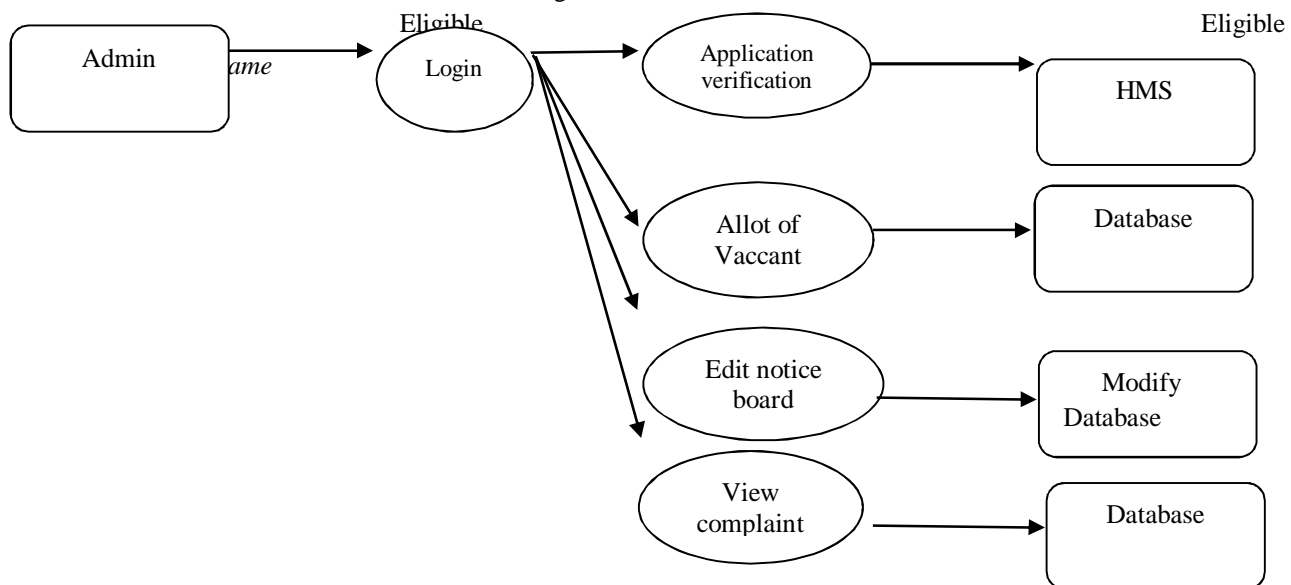 Eligible
Eligible
Admin
ame
Login
Application
verification
HMS
Allot of
Vaccant
Database
Edit notice
board
Modify
Database
View
complaint
Database